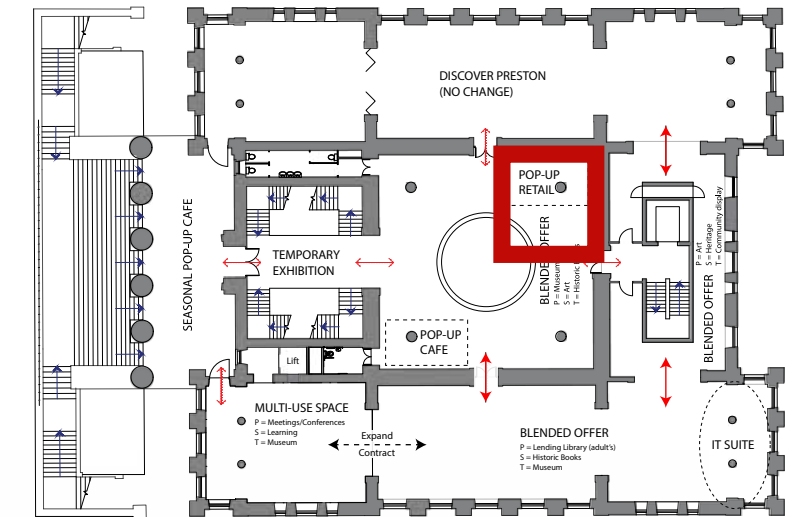 DISCOVER PRESTON
(NO CHANGE)
POP-UP
RETAIL
SEASONAL POP-UP CAFE
TEMPORARY
EXHIBITION
BLENDED OFFER
P = Museum
S = Art
T = Historic
P = Art
S = Heritage
T = Community display
BLENDED OFFER
POP-UP
CAFE
Lift
MULTI-USE SPACE
P = Meetings/Conferences
S = Learning
T = Museum
Expand
Contract
BLENDED OFFER
P = Lending Library (adult's)
S = Historic Books
T = Museum
IT SUITE